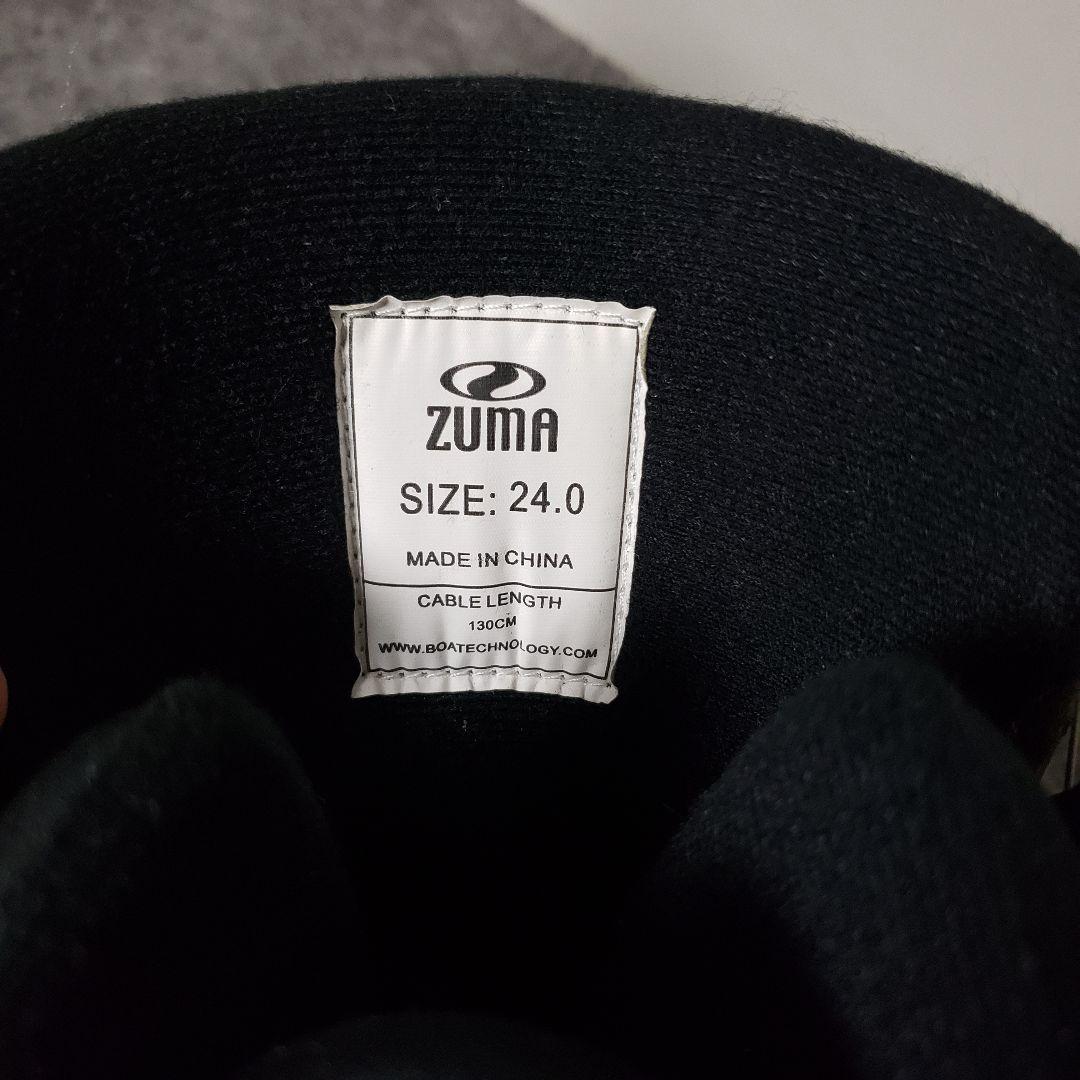 ZUMA
SIZE: 24.0
MADE IN CHINA
CABLE LENGTH
130CM
WWW.BOATECHNOLOGY.COM